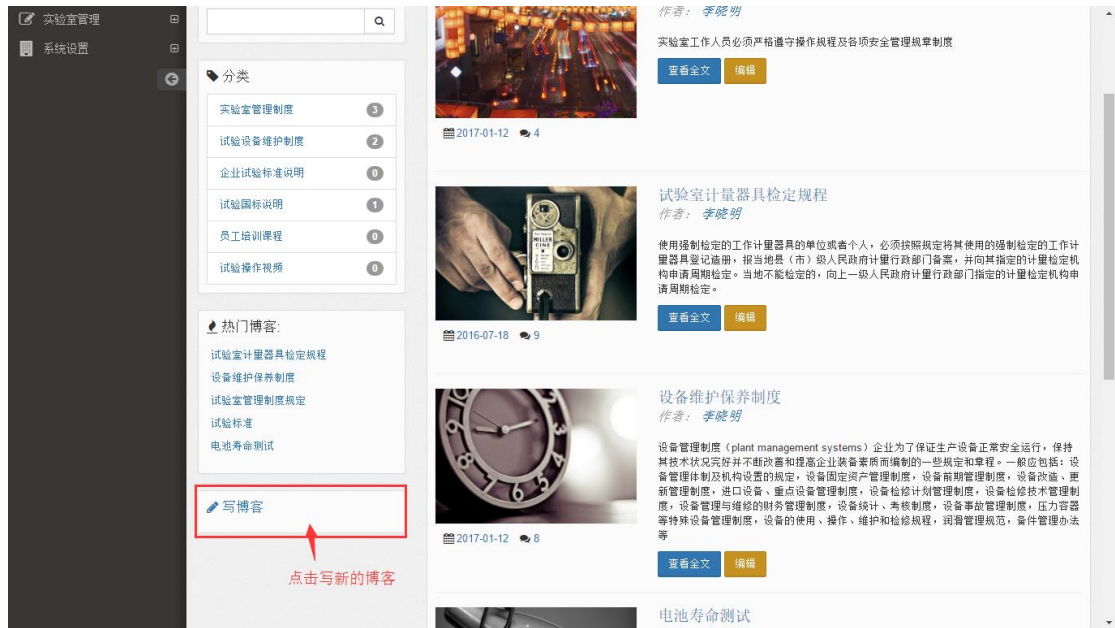 实验室管理
系统设置
分类
实验室管理制度 3
试验设备维护制度 2
企业试验标准说明 0
试验国标说明 1
员工培训课程 0
试验操作视频 0
热门博客:
试验室计量器具检定规程
设备维护保养制度
试验室管理制度规定
试验标准
电池寿命测试
写博客
点击写新的博客
作者: 李晓明
实验室工作人员必须严格遵守操作规程及各项安全管理规章制度
查看全文 编辑
2017-01-12 4
试验室计量器具检定规程
作者: 李晓明
MILLER
CINE
使用强制检定的工作计量器具的单位或者个人，必须按照规定将其使用的强制检定的工作计
量器具登记造册，报当地县（市）级人民政府计量行政部门备案，并向其指定的计量检定机
构申请周期检定。当地不能检定的，向上一级人民政府计量行政部门指定的计量检定机构申
请周期检定。
查看全文 编辑
2016-07-18 9
设备维护保养制度
作者: 李晓明
设备管理制度（plant management systems）企业为了保证生产设备正常安全运行，保持
其技术状况完好并不断改善和提高企业装备素质而编制的一些规定和章程。一般应包括：设
备管理体制及机构设置的规定，设备固定资产管理制度，设备前期管理制度，设备改造、更
新管理制度，进口设备、重点设备管理制度，设备检修计划管理制度，设备检修技术管理制
度，设备管理与维修的财务管理制度，设备统计、考核制度，设备事故管理制度，压力容器
等特殊设备管理制度，设备的使用、操作、维护和检修规程，润滑管理规范，备件管理办法
等
查看全文 编辑
2017-01-12 8
电池寿命测试